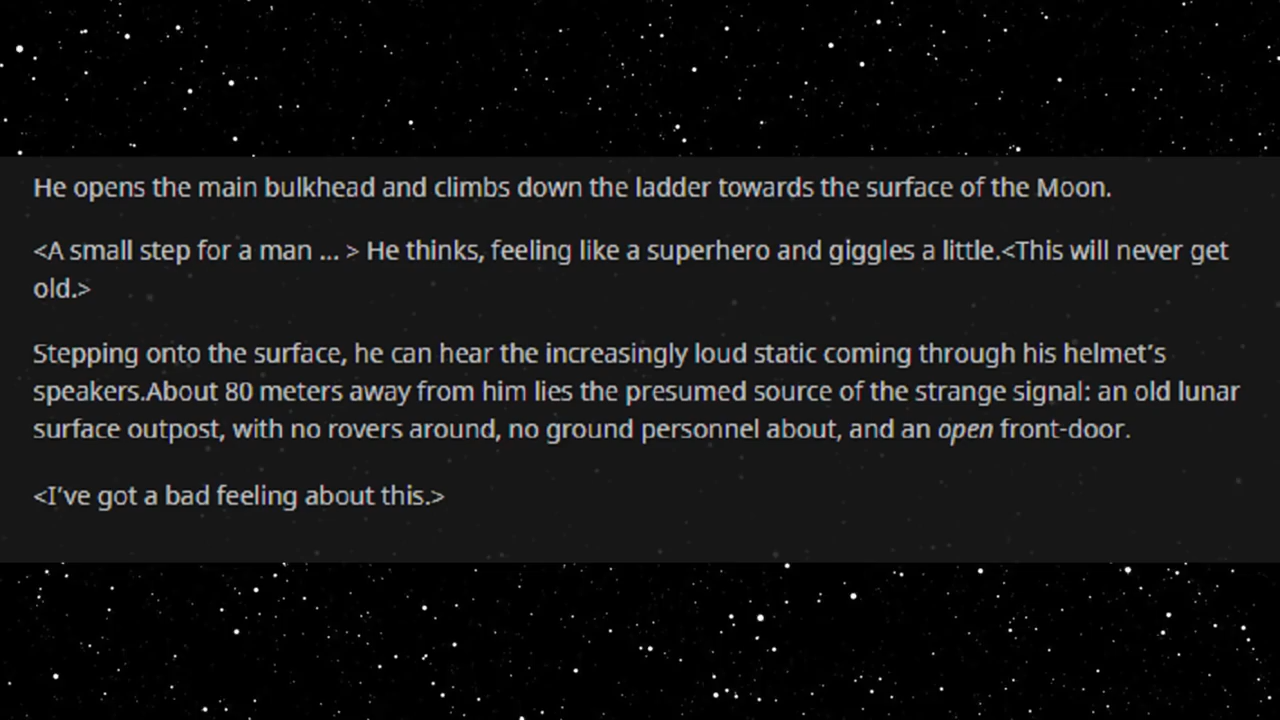 He opens the main bulkhead and climbs down the ladder towards the surface of the Moon.
<A small step for a man ... > He thinks, feeling like a superhero and giggles a little.<This will never get
old.>
Stepping onto the surface, he can hear the increasingly loud static coming through his helmet’s
speakers.About 80 meters away from him lies the presumed source of the strange signal: an old lunar
surface outpost, with no rovers around, no ground personnel about, and an open front-door.
<I’ve got a bad feeling about this.>